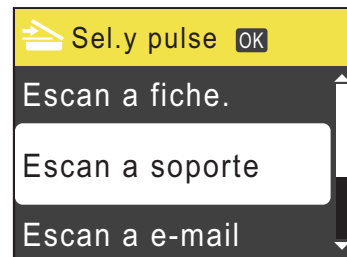 Sel.y pulse OK
Escan a fiche.
Escan a soporte
Escan a e-mail